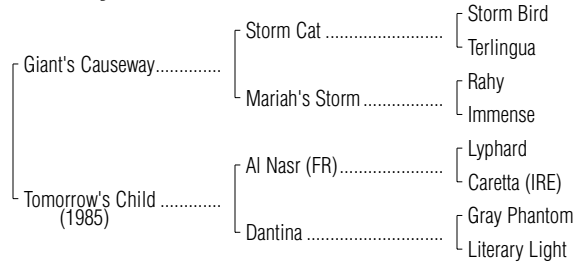 Storm Bird
Storm Cat ......................
Terlingua
Giant's Causeway..............
Rahy
Mariah's Storm ...................
Immense
Lyphard
Al Nasr (FR)......................
Caretta (IRE)
Tomorrow's Child .............
(1985)
Gray Phantom
Dantina ..........................
Literary Light